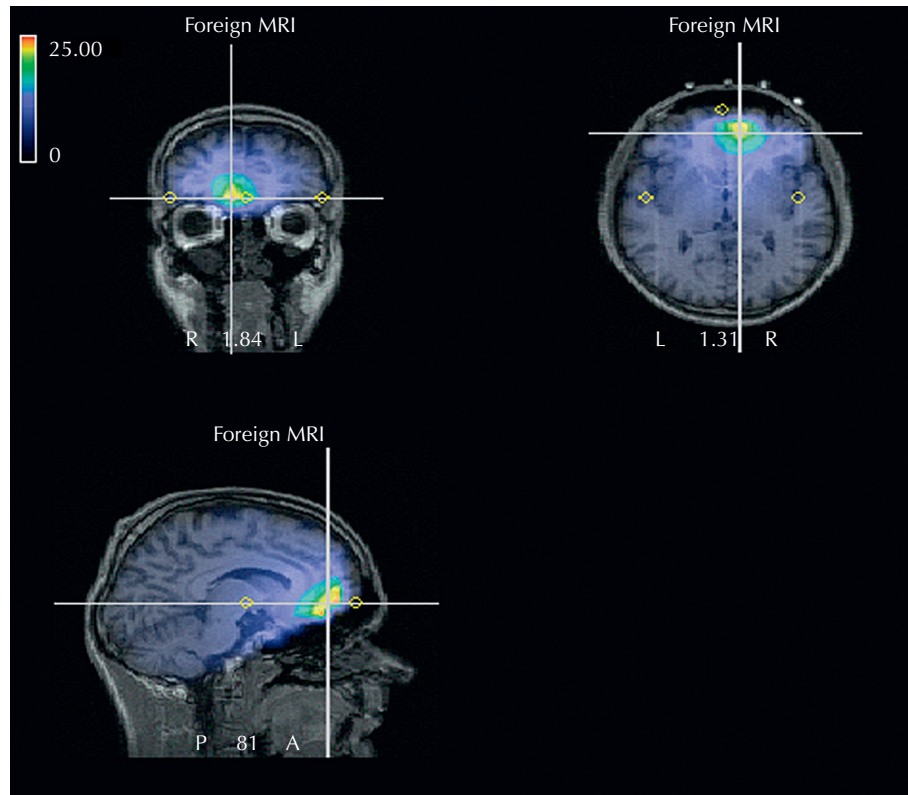 Foreign MRI
Foreign MRI
25.00
0
R 1.84 L
L 1.31 R
Foreign MRI
P 81 A